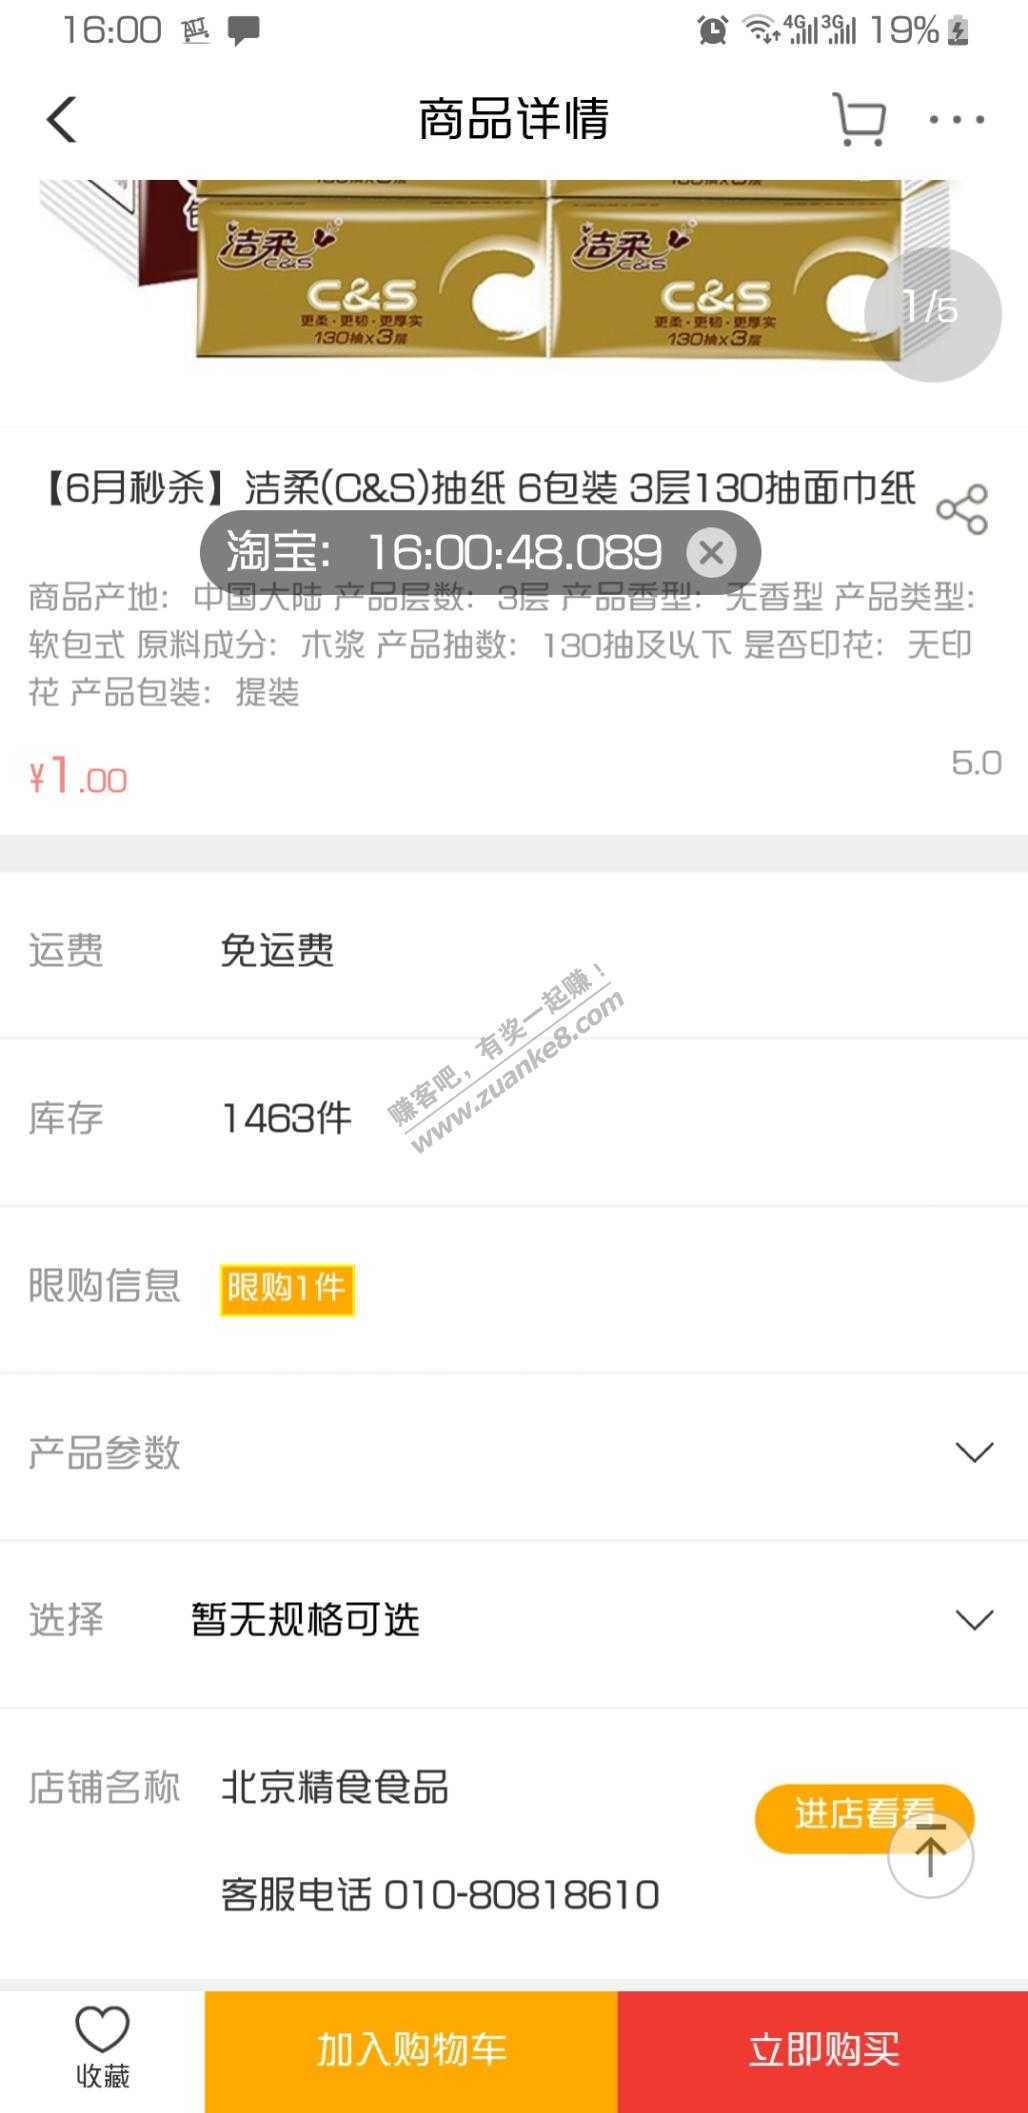 16:00
4G 3G 19%
商品详情
洁柔 C&S
洁柔 C&S
C&S
C&S
更柔·更韧·更厚实
更柔·更韧·更厚实
130抽x3层
130抽x3层
1/5
【6月秒杀】洁柔(C&S)抽纸 6包装 3层130抽面巾纸
淘宝: 16:00:48.089
商品产地: 中国大陆 产品层数: 3层 产品香型: 无香型 产品类型:
软包式 原料成分: 木浆 产品抽数: 130抽及以下 是否印花: 无印
花 产品包装: 提装
¥1.00
5.0
运费 免运费
赚客吧，有奖一起赚！
www.zuanke8.com
库存 1463件
限购信息 限购1件
产品参数
选择 暂无规格可选
店铺名称 北京精食食品
进店看看
客服电话 010-80818610
收藏
加入购物车
立即购买